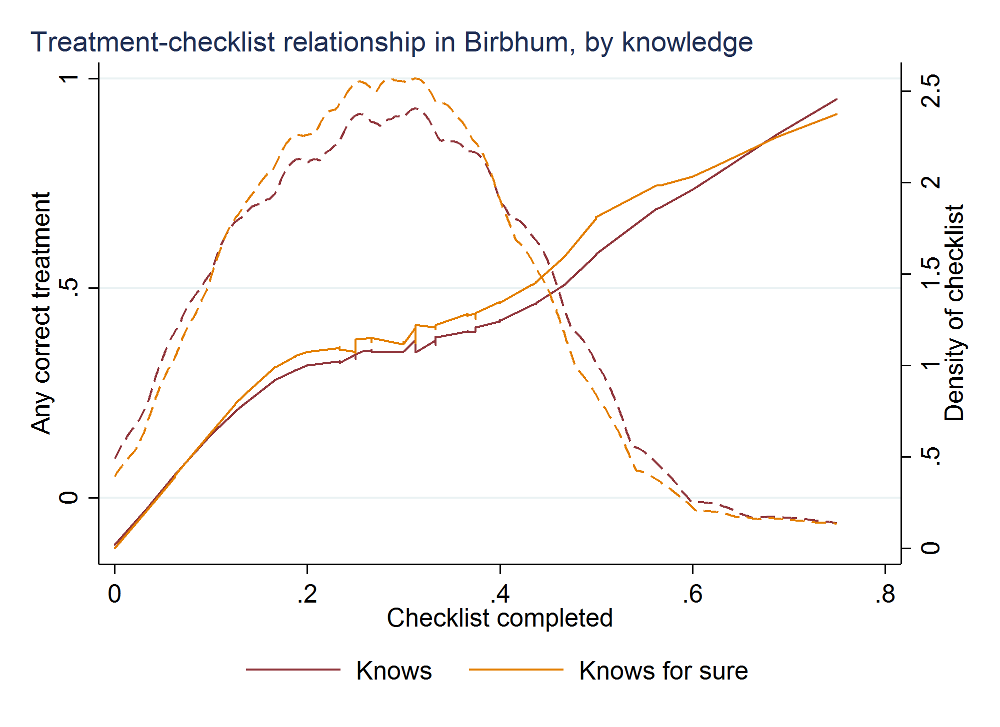 Treatment-checklist relationship in Birbhum, by knowledge
Any correct treatment
1
.5
0
Density of checklist
2.5
2
1.5
1
.5
0
0 .2 .4 .6 .8
Checklist completed
Knows Knows for sure